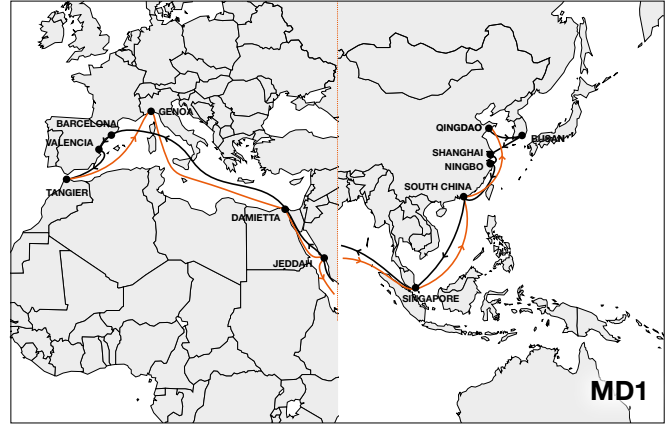 GENOA
BARCELONA
VALENCIA
TANGIER
DAMIETTA
JEDDAH
QINGDAO
BUSAN
SHANGHAI
NINGBO
SOUTH CHINA
SINGAPORE
MD1